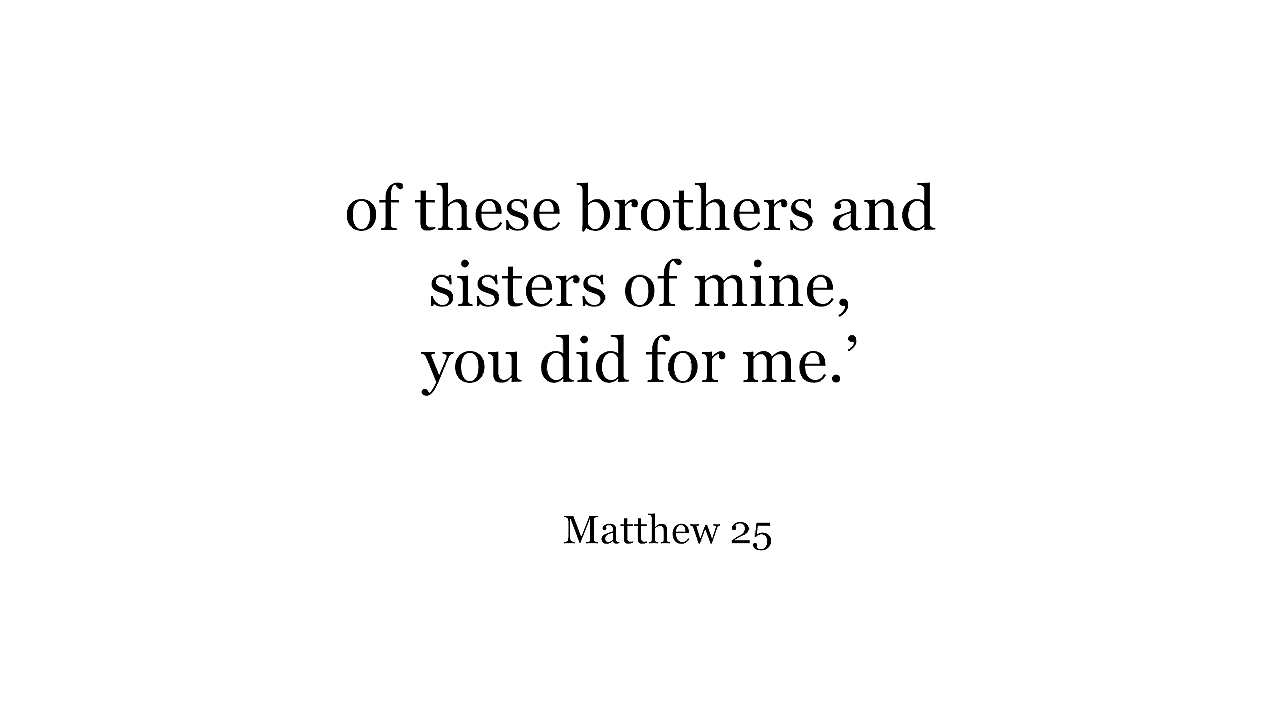 of these brothers and
sisters of mine,
you did for me.’
Matthew 25